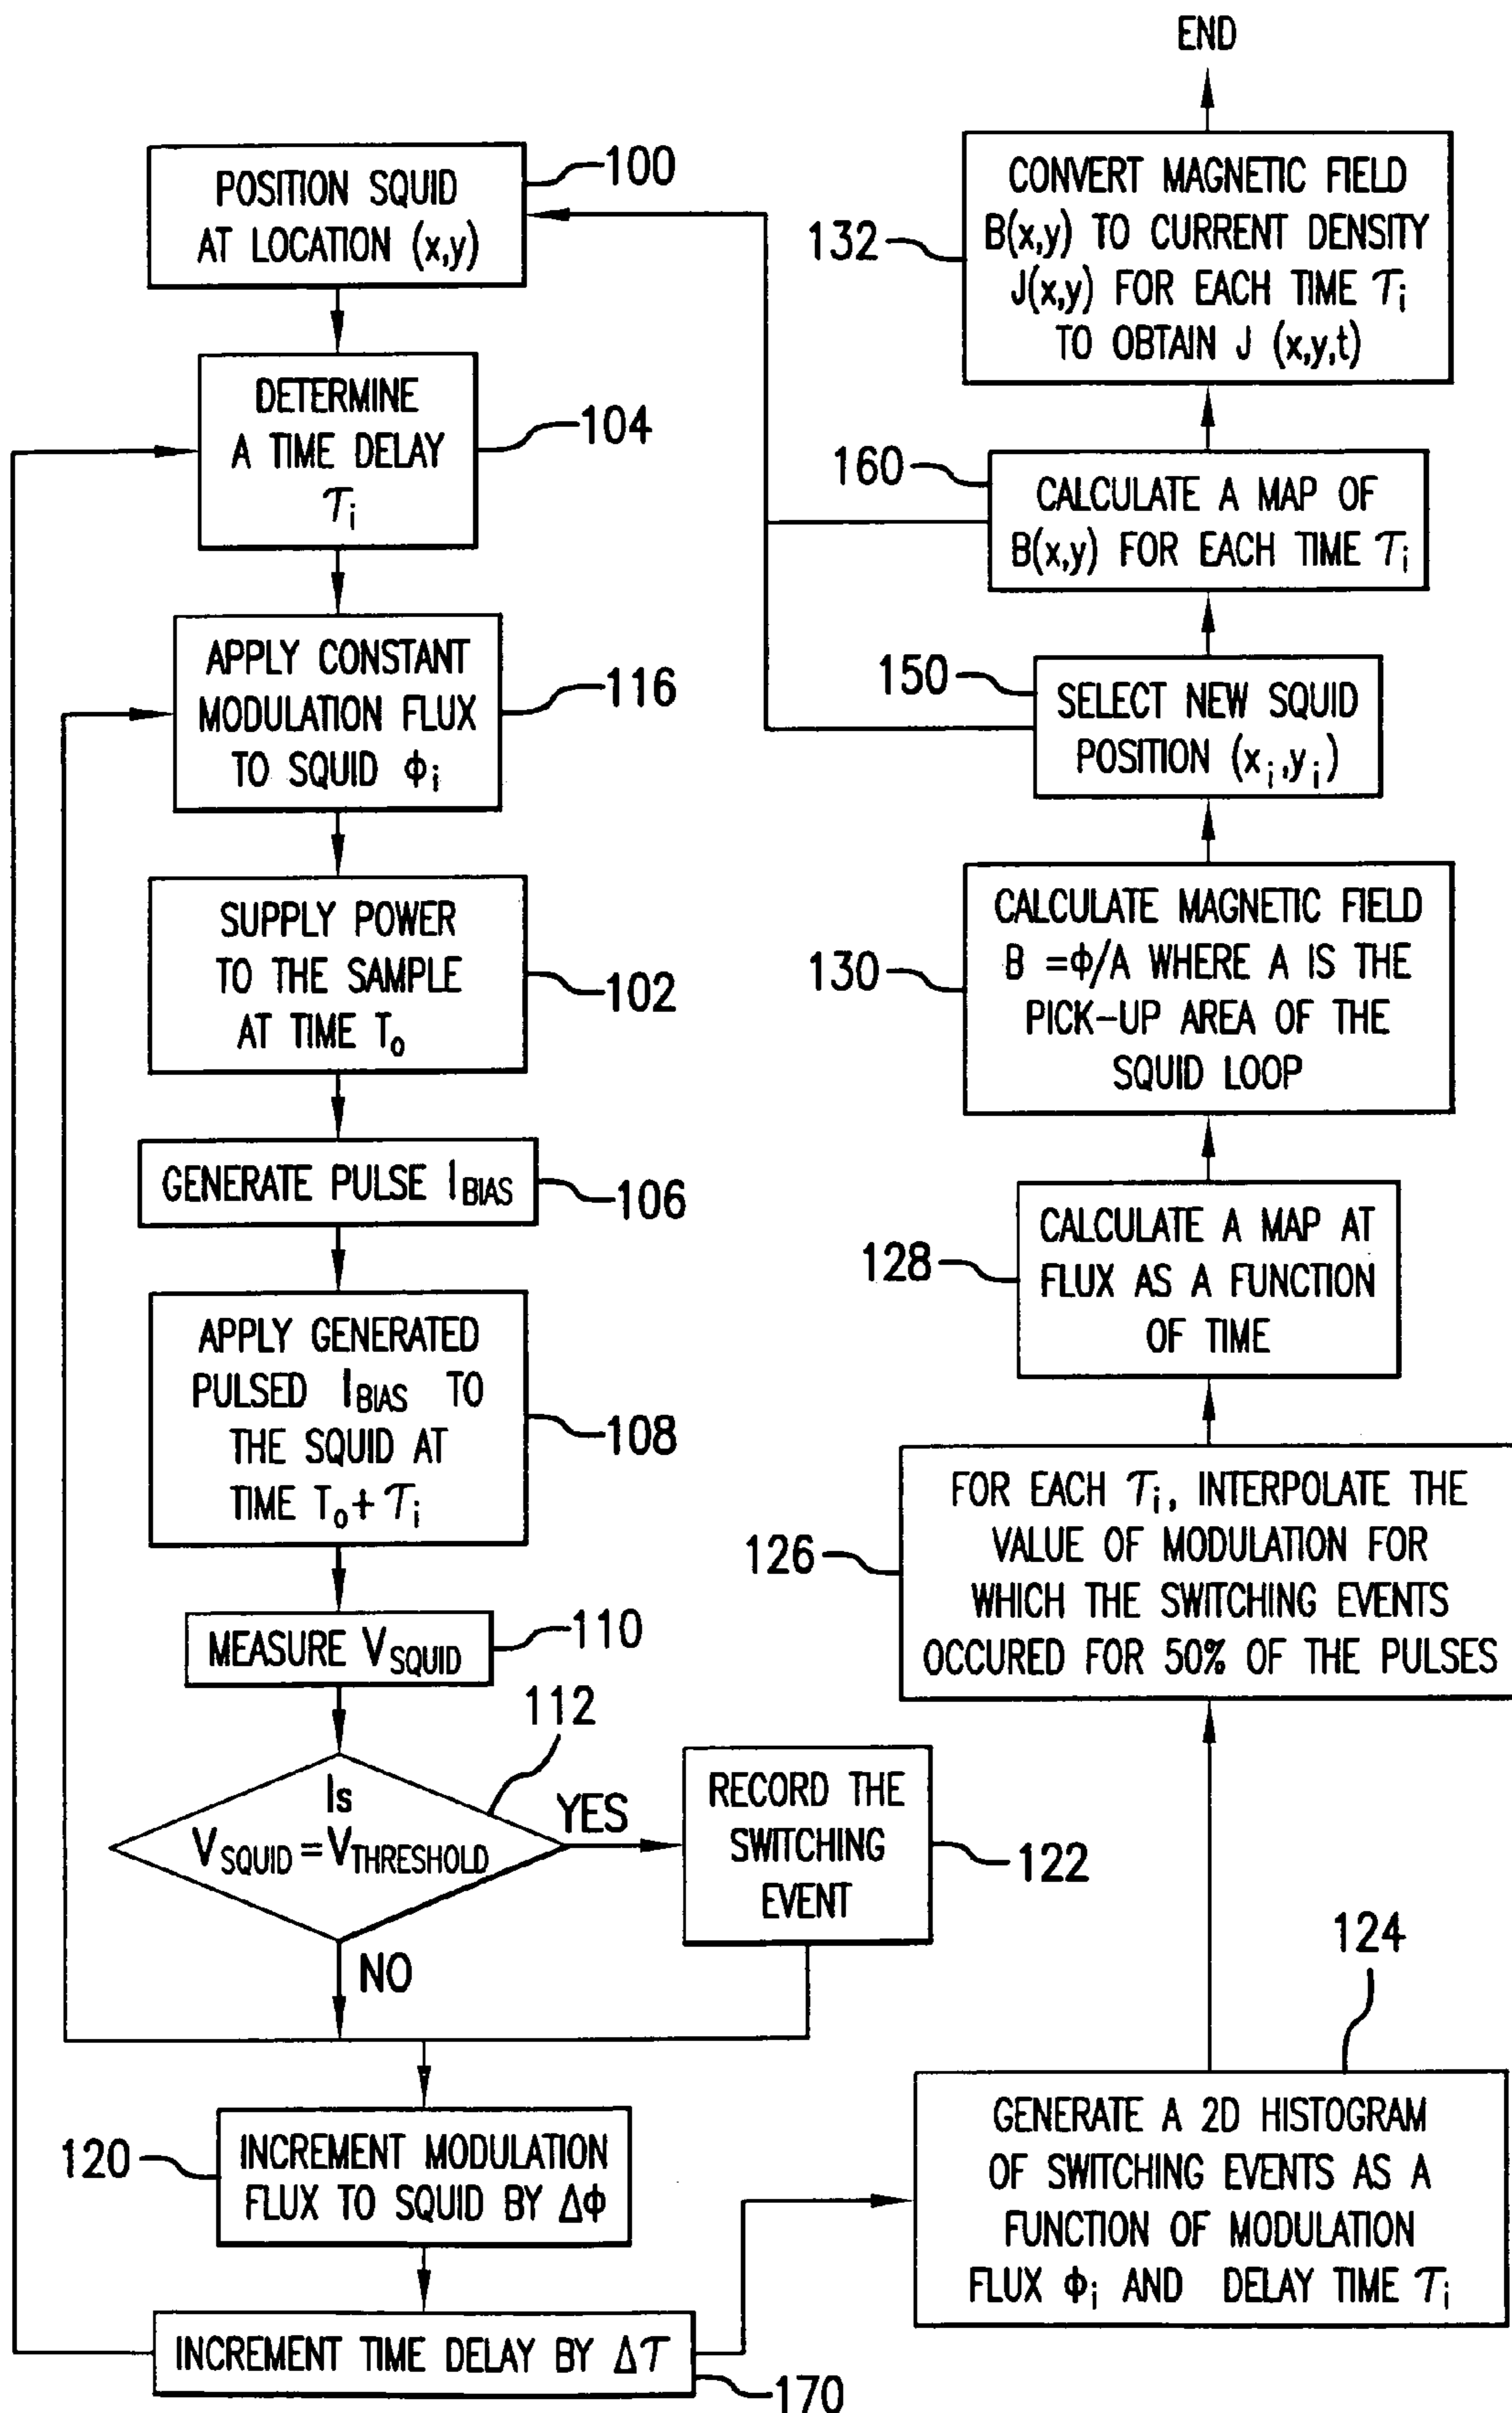 POSITION SQUID
AT LOCATION (x,y)
100
DETERMINE
A TIME DELAY
τi
104
APPLY CONSTANT
MODULATION FLUX
TO SQUID ϕi
116
SUPPLY POWER
TO THE SAMPLE
AT TIME To
102
GENERATE PULSE IBIAS
106
APPLY GENERATED
PULSED IBIAS TO
THE SQUID AT
TIME To+τi
108
MEASURE VSQUID
110
112
Is
VSQUID=VTHRESHOLD
YES
NO
RECORD THE
SWITCHING
EVENT
122
120
INCREMENT MODULATION
FLUX TO SQUID BY Δϕ
INCREMENT TIME DELAY BY Δτ
170
124
GENERATE A 2D HISTOGRAM
OF SWITCHING EVENTS AS A
FUNCTION OF MODULATION
FLUX ϕi AND DELAY TIME τi
126
FOR EACH τi, INTERPOLATE THE
VALUE OF MODULATION FOR
WHICH THE SWITCHING EVENTS
OCCURED FOR 50% OF THE PULSES
128
CALCULATE A MAP AT
FLUX AS A FUNCTION
OF TIME
130
CALCULATE MAGNETIC FIELD
B =ϕ/A WHERE A IS THE
PICK-UP AREA OF THE
SQUID LOOP
150
SELECT NEW SQUID
POSITION (xi,yi)
160
CALCULATE A MAP OF
B(x,y) FOR EACH TIME τi
132
CONVERT MAGNETIC FIELD
B(x,y) TO CURRENT DENSITY
J(x,y) FOR EACH TIME τi
TO OBTAIN J (x,y,t)
END